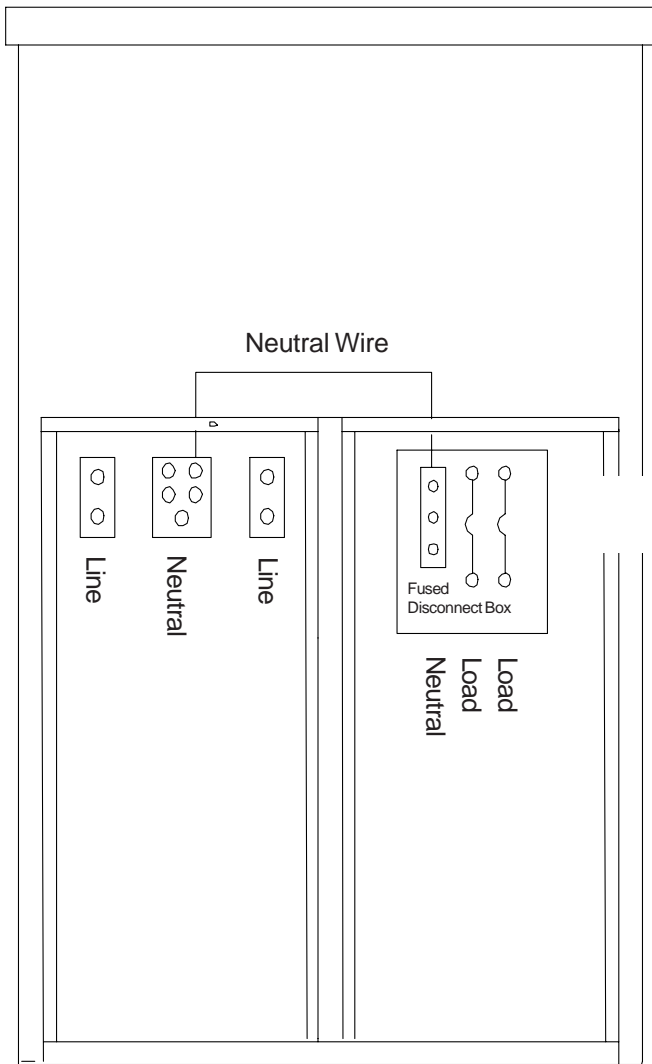 Neutral Wire
Line
Neutral
Line
Fused
Disconnect Box
Neutral
Load
Load